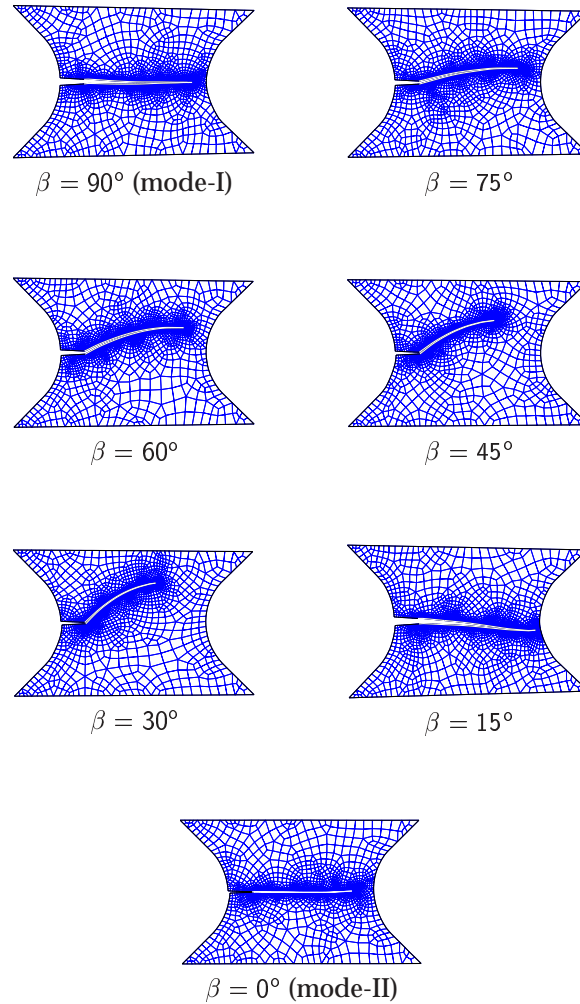 β = 90° (mode-I)
β = 75°
β = 60°
β = 45°
β = 30°
β = 15°
β = 0° (mode-II)